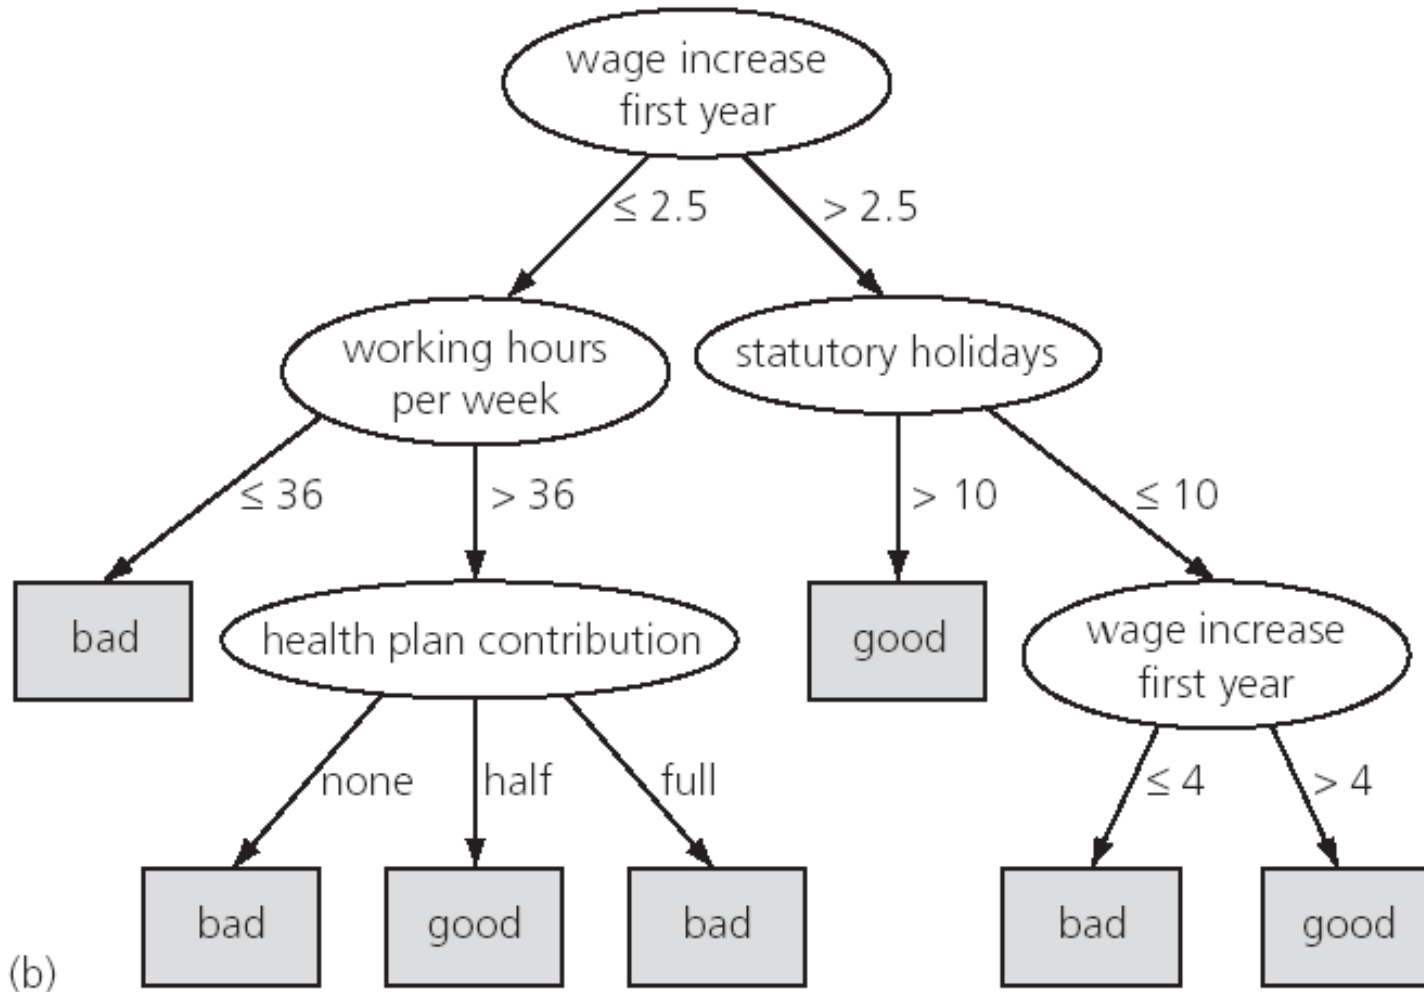 wage increase
first year
≤ 2.5
> 2.5
working hours
per week
statutory holidays
≤ 36
> 36
> 10
≤ 10
bad
health plan contribution
good
wage increase
first year
none
half
full
≤ 4
> 4
bad
good
bad
bad
good
(b)